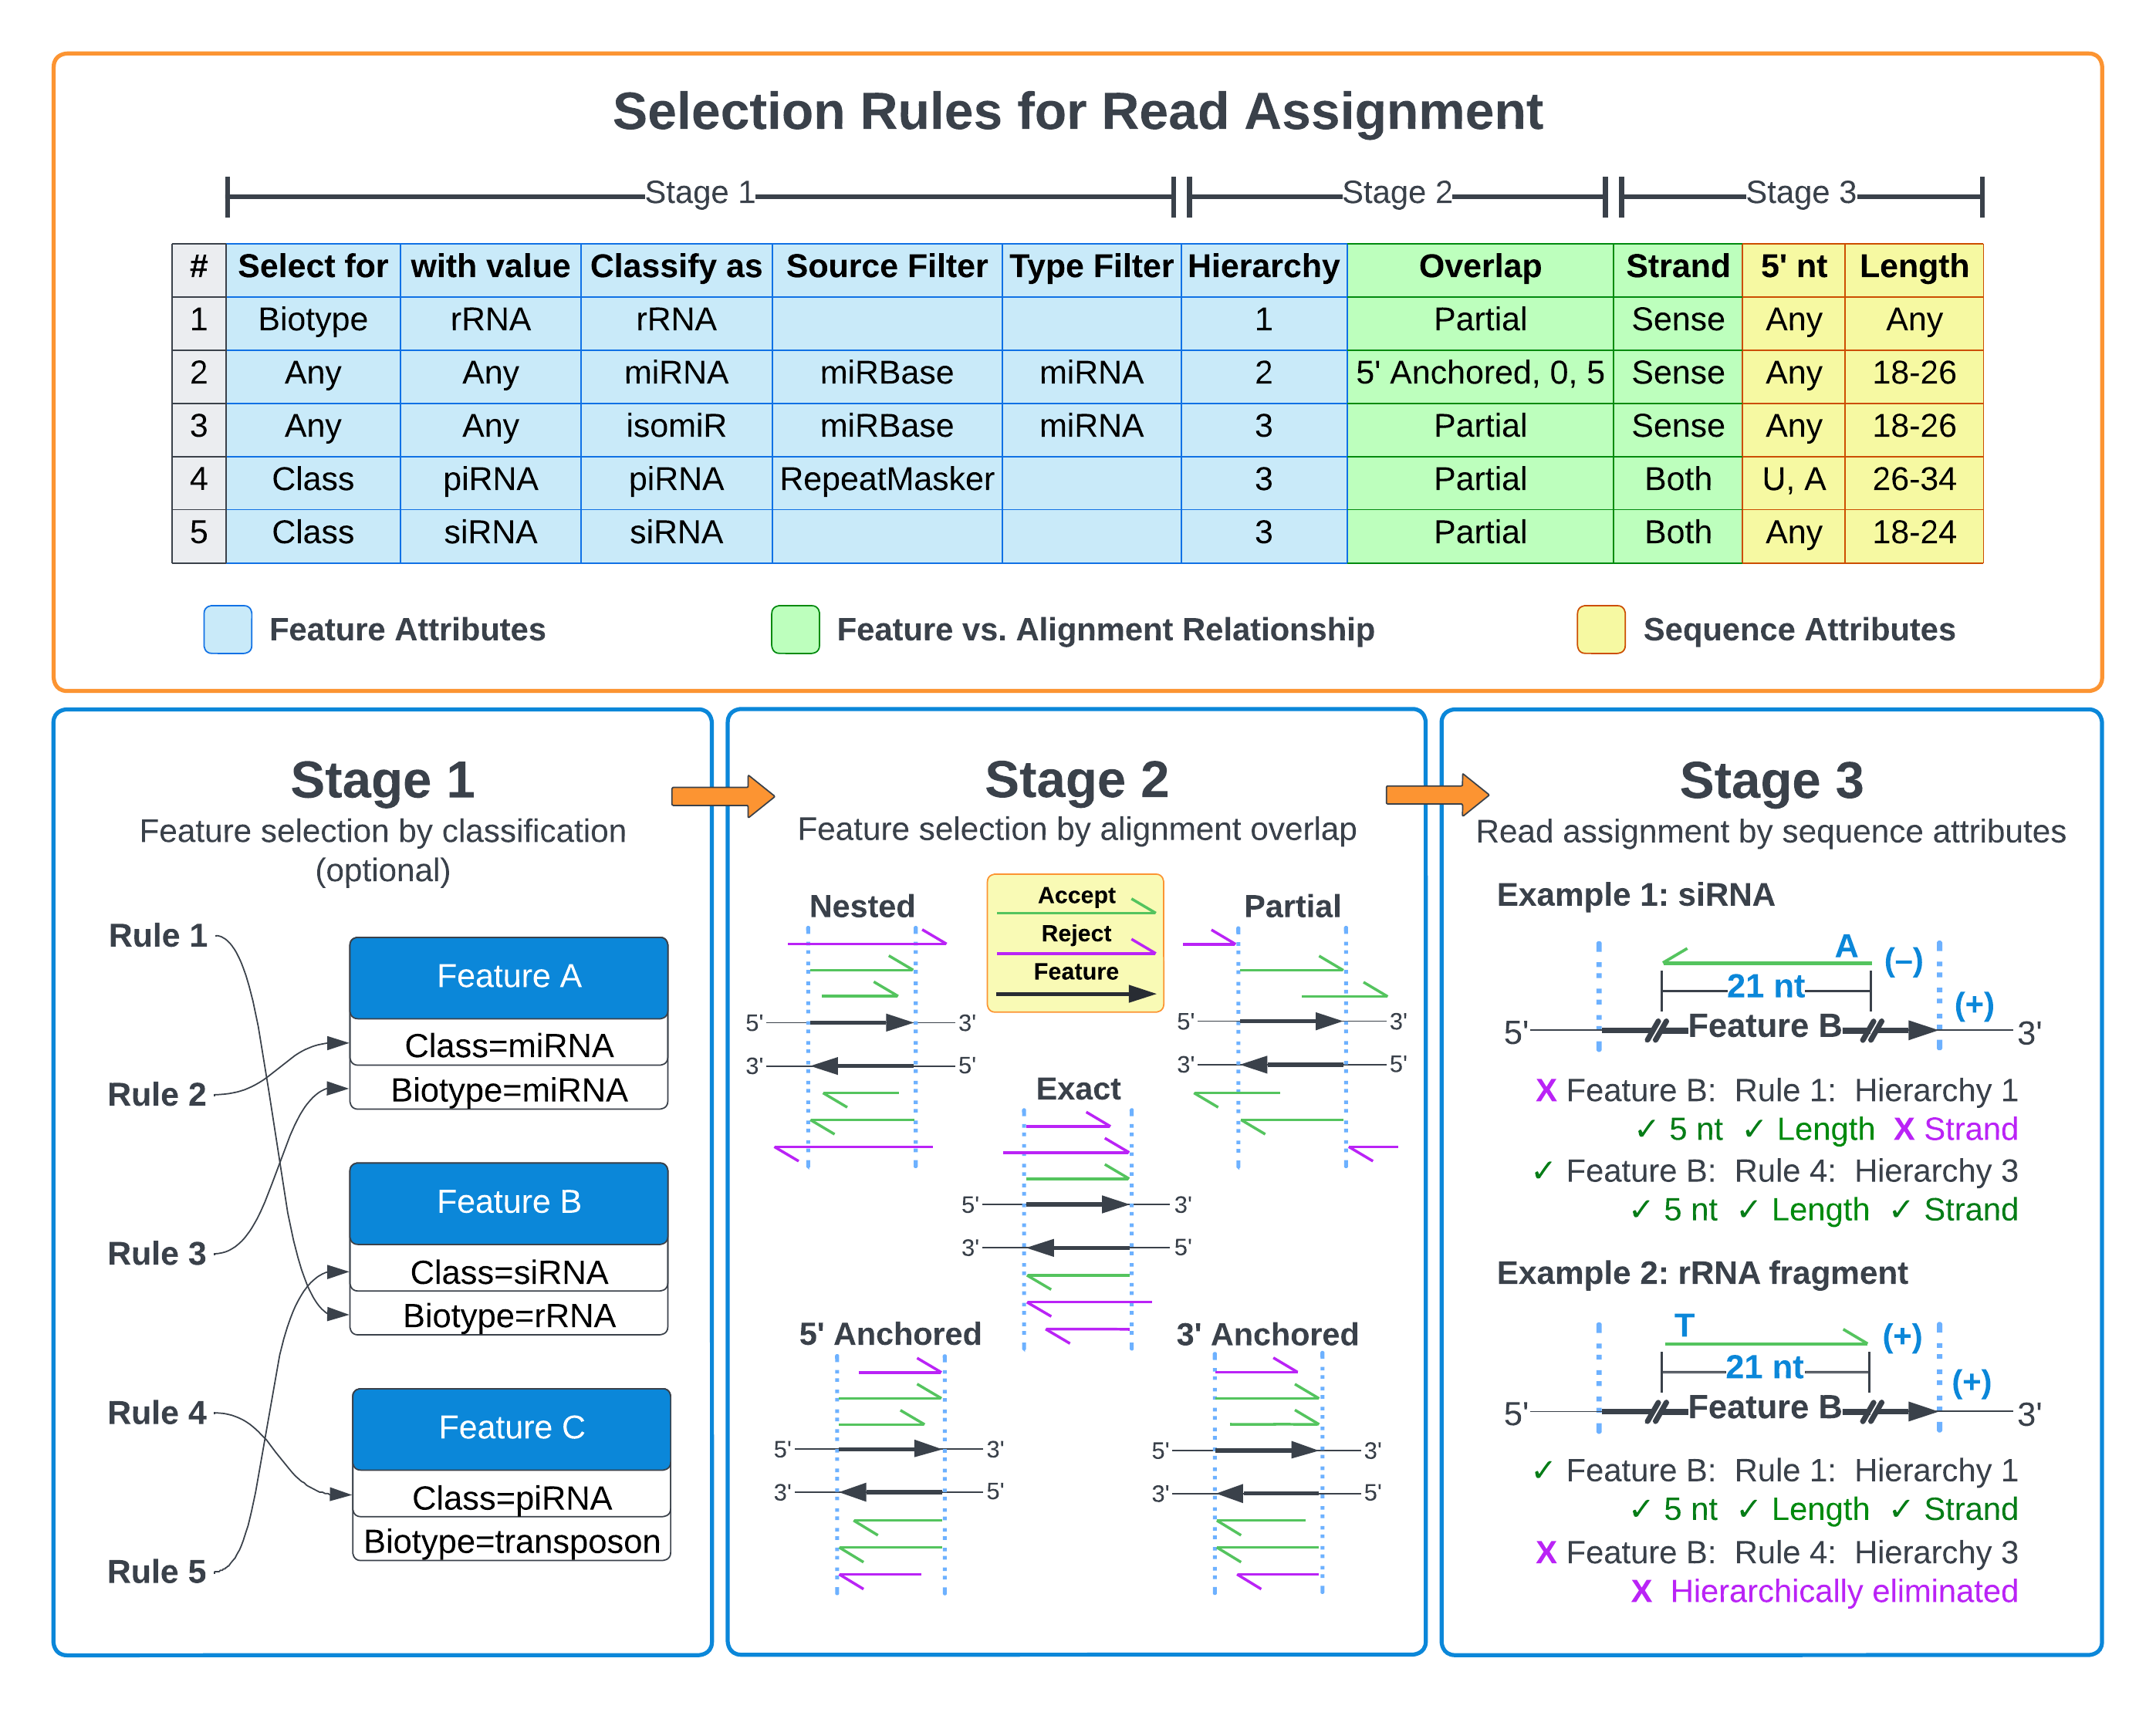 Selection Rules for Read Assignment
Stage 1 Stage 2 Stage 3
# Select for with value Classify as Source Filter Type Filter Hierarchy Overlap Strand 5' nt Length
1 Biotype rRNA rRNA 1 Partial Sense Any Any
2 Any Any miRNA miRBase miRNA 2 5' Anchored, 0, 5 Sense Any 18-26
3 Any Any isomiR miRBase miRNA 3 Partial Sense Any 18-26
4 Class piRNA piRNA RepeatMasker 3 Partial Both U, A 26-34
5 Class siRNA siRNA 3 Partial Both Any 18-24
Feature Attributes Feature vs. Alignment Relationship Sequence Attributes
Stage 1
Feature selection by classification
(optional)
Rule 1
Rule 2
Rule 3
Rule 4
Rule 5
Feature A
Class=miRNA
Biotype=miRNA
Feature B
Class=siRNA
Biotype=rRNA
Feature C
Class=piRNA
Biotype=transposon
Stage 2
Feature selection by alignment overlap
Accept
Reject
Feature
Nested
5' 3'
3' 5'
Partial
5' 3'
3' 5'
Exact
5' 3'
3' 5'
5' Anchored
5' 3'
3' 5'
3' Anchored
5' 3'
3' 5'
Stage 3
Read assignment by sequence attributes
Example 1: siRNA
A (–)
21 nt
(+)
5' Feature B 3'
X Feature B: Rule 1: Hierarchy 1
✓ 5 nt ✓ Length X Strand
✓ Feature B: Rule 4: Hierarchy 3
✓ 5 nt ✓ Length ✓ Strand
Example 2: rRNA fragment
T (+)
21 nt
(+)
5' Feature B 3'
✓ Feature B: Rule 1: Hierarchy 1
✓ 5 nt ✓ Length ✓ Strand
X Feature B: Rule 4: Hierarchy 3
X Hierarchically eliminated